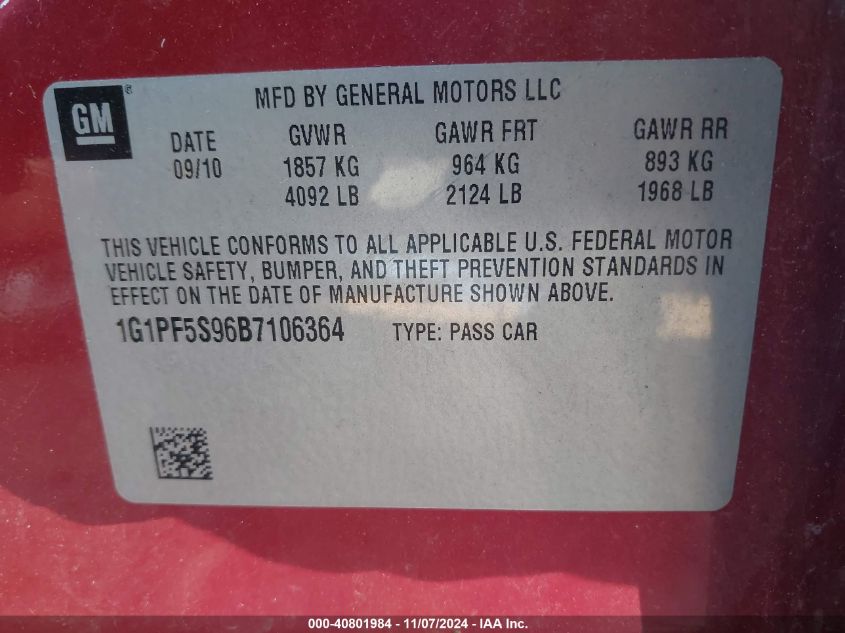 GM®
MFD BY GENERAL MOTORS LLC
DATE GVWR GAWR FRT GAWR RR
09/10 1857 KG 964 KG 893 KG
4092 LB 2124 LB 1968 LB
THIS VEHICLE CONFORMS TO ALL APPLICABLE U.S. FEDERAL MOTOR
VEHICLE SAFETY, BUMPER, AND THEFT PREVENTION STANDARDS IN
EFFECT ON THE DATE OF MANUFACTURE SHOWN ABOVE.
1G1PF5S96B7106364 TYPE: PASS CAR
000-40801984 - 11/07/2024 - IAA Inc.